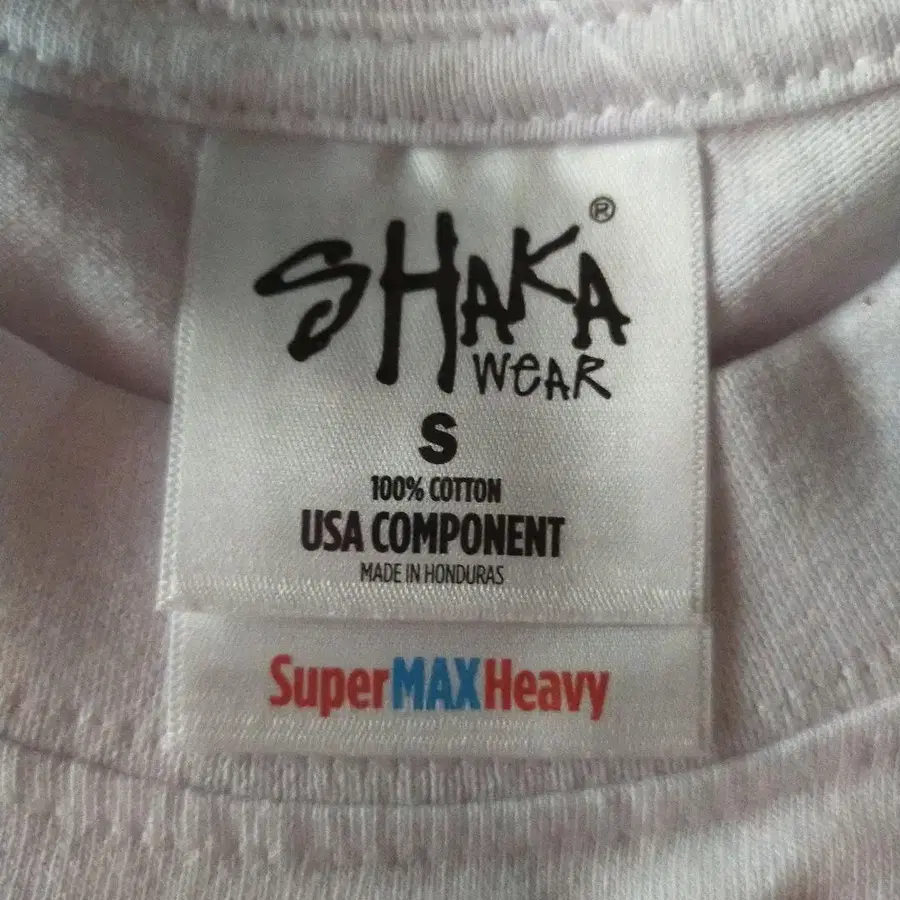 SHAKA®
WEAR
S
100% COTTON
USA COMPONENT
MADE IN HONDURAS
SuperMAXHeavy